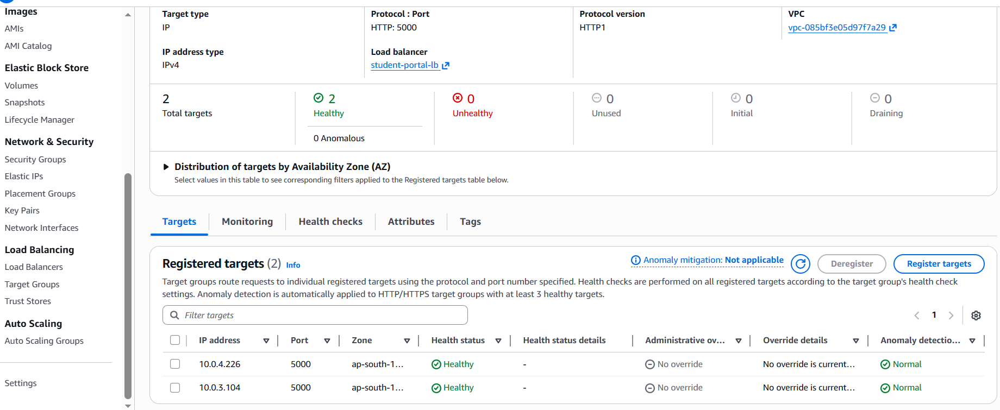 Images
AMIs
AMI Catalog
Elastic Block Store
Volumes
Snapshots
Lifecycle Manager
Network & Security
Security Groups
Elastic IPs
Placement Groups
Key Pairs
Network Interfaces
Load Balancing
Load Balancers
Target Groups
Trust Stores
Auto Scaling
Auto Scaling Groups
Settings
Target type
IP
Protocol : Port
HTTP: 5000
Protocol version
HTTP1
VPC
vpc-085bf3e05d97f7a29
IP address type
IPv4
Load balancer
student-portal-lb
2
Total targets
2
Healthy
0 Anomalous
0
Unhealthy
0
Unused
0
Initial
0
Draining
Distribution of targets by Availability Zone (AZ)
Select values in this table to see corresponding filters applied to the Registered targets table below.
Targets Monitoring Health checks Attributes Tags
Registered targets (2) Info
Anomaly mitigation: Not applicable
Deregister
Register targets
Target groups route requests to individual registered targets using the protocol and port number specified. Health checks are performed on all registered targets according to the target group's health check
settings. Anomaly detection is automatically applied to HTTP/HTTPS target groups with at least 3 healthy targets.
Filter targets
1
IP address Port Zone Health status Health status details Administrative ov... Override details Anomaly detectio...
10.0.4.226 5000 ap-south-1... Healthy - No override No override is current... Normal
10.0.3.104 5000 ap-south-1... Healthy - No override No override is current... Normal